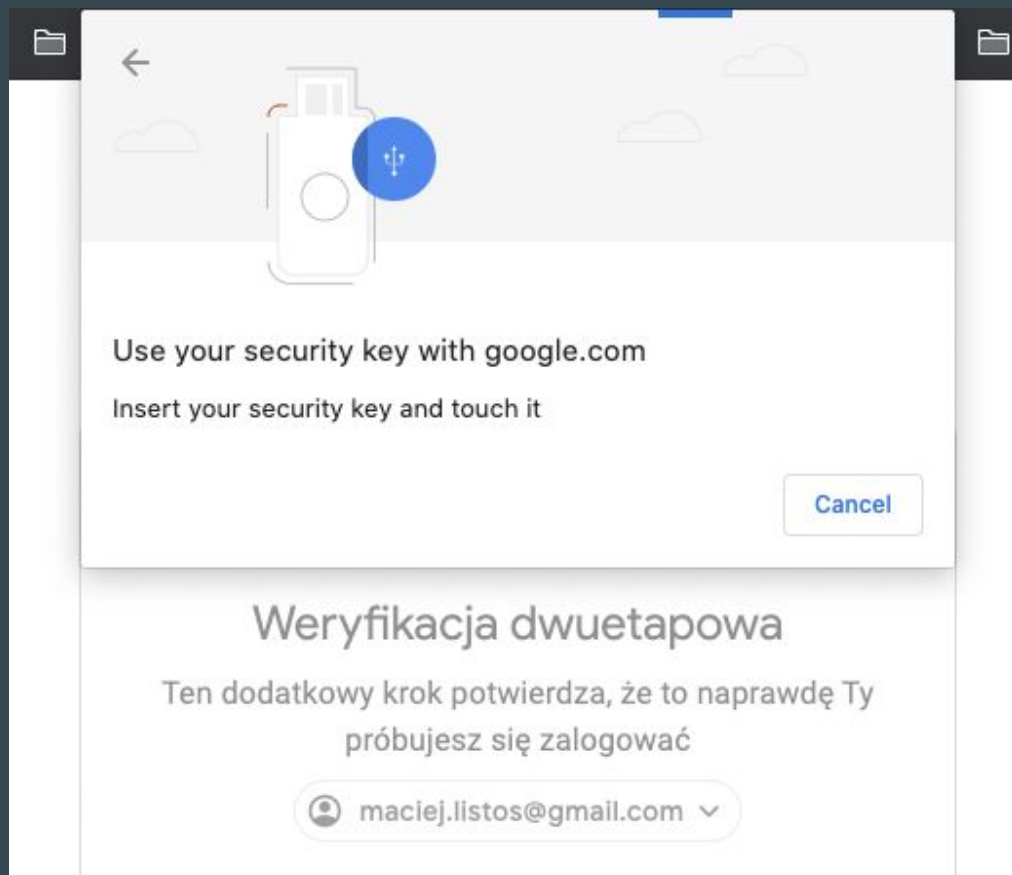 Use your security key with google.com
Insert your security key and touch it
Cancel
Weryfikacja dwuetapowa
Ten dodatkowy krok potwierdza, że to naprawdę Ty
próbujesz się zalogować
maciej.listos@gmail.com